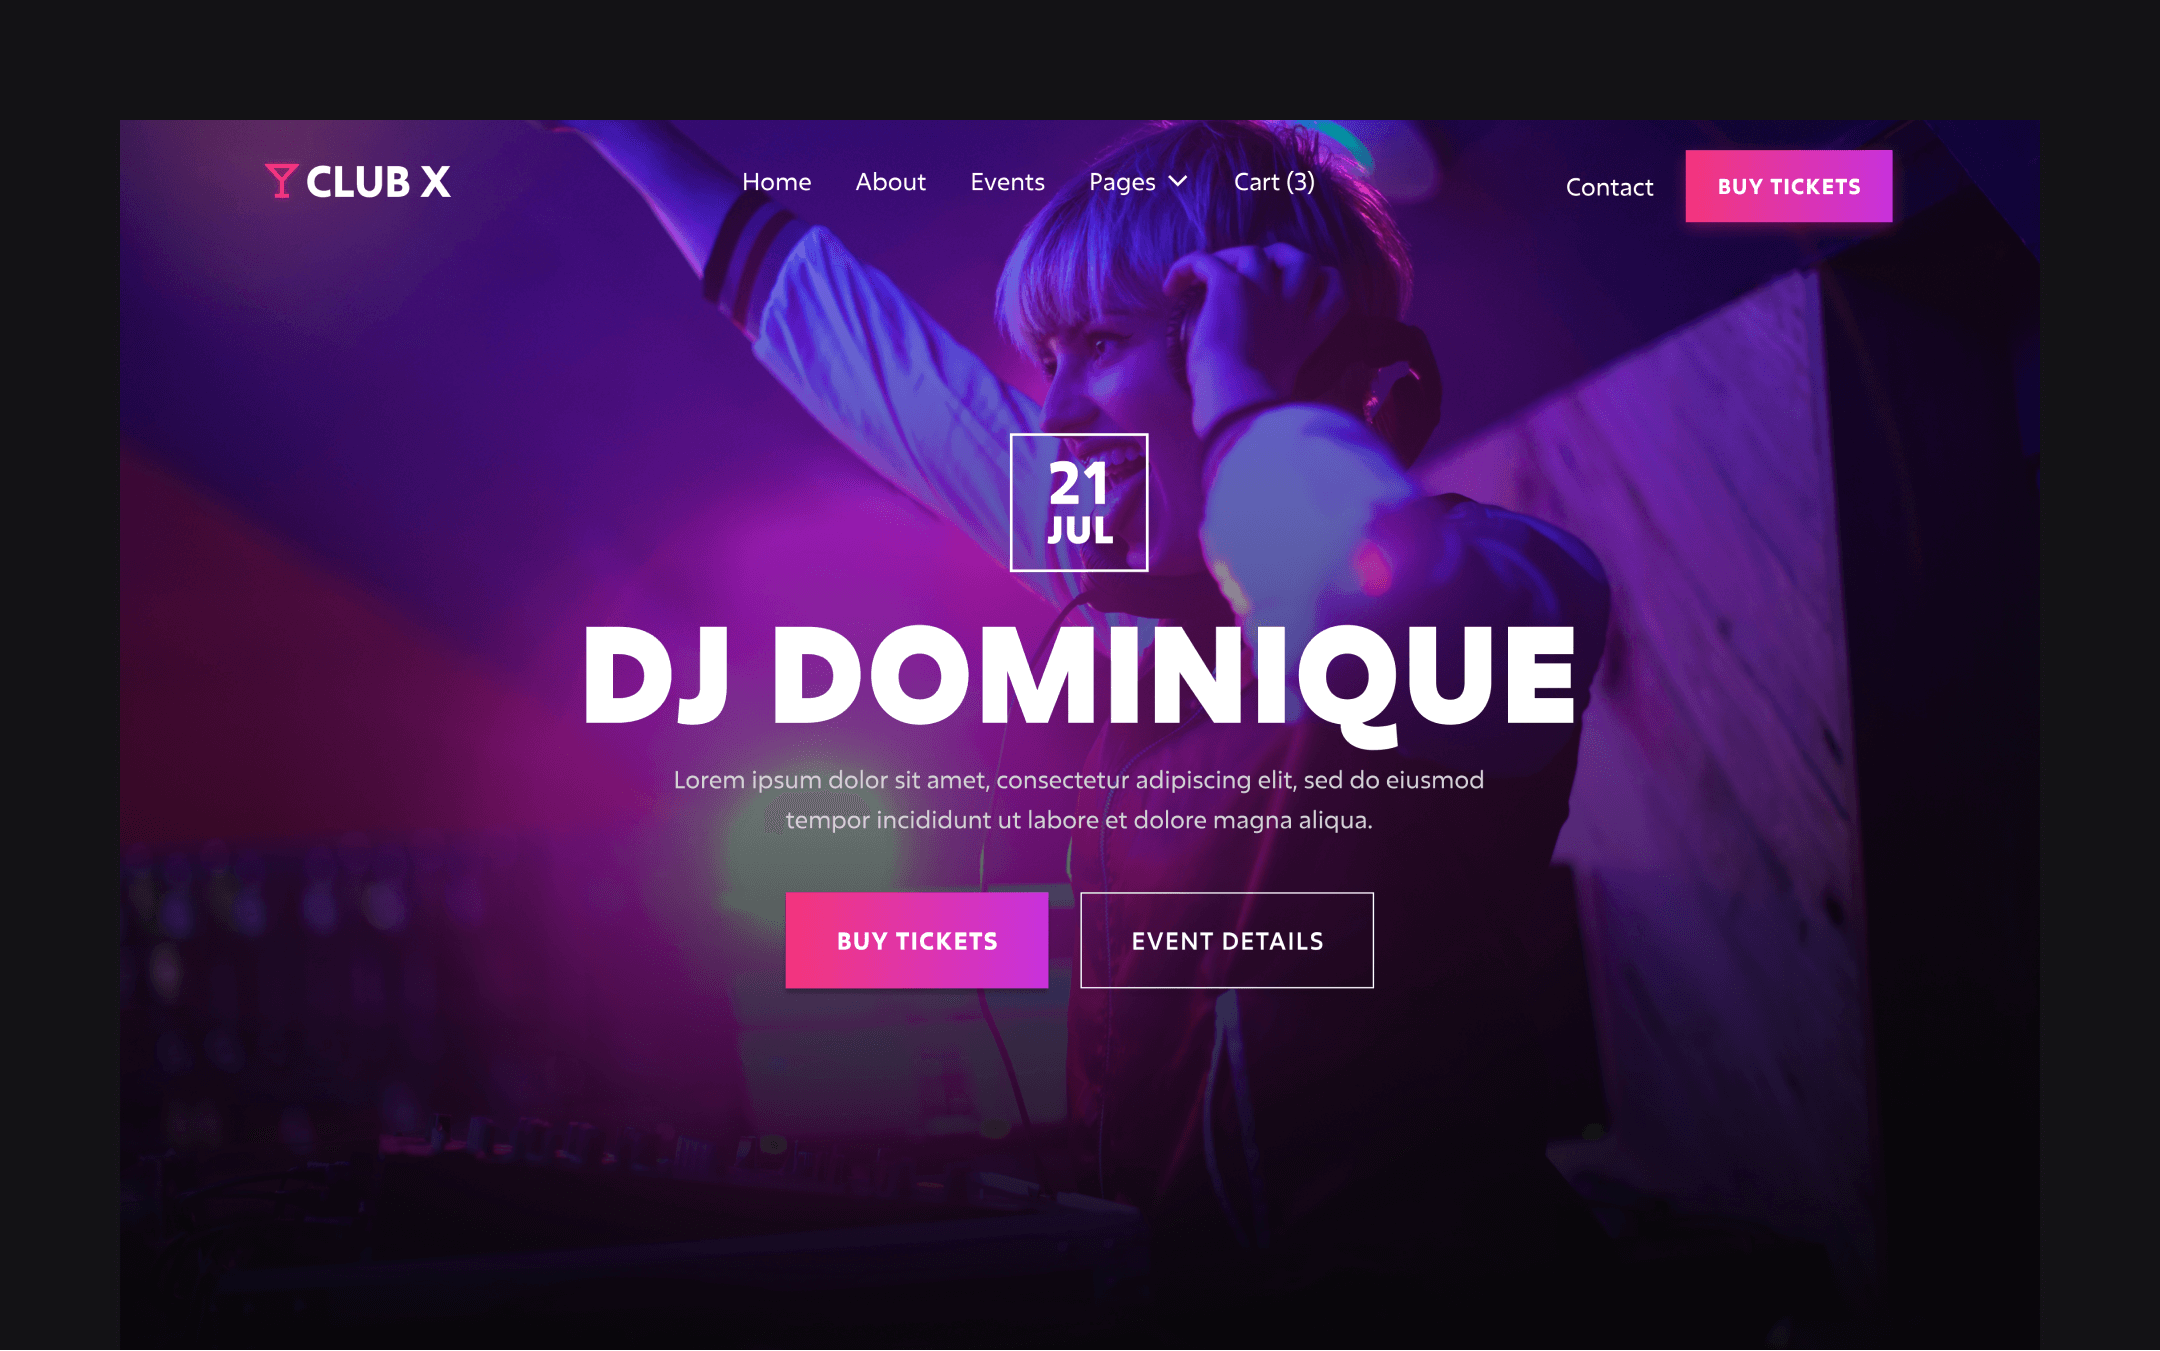 CLUB X
Home About Events Pages Cart (3)
Contact BUY TICKETS
21
JUL
DJ DOMINIQUE
Lorem ipsum dolor sit amet, consectetur adipiscing elit, sed do eiusmod
tempor incididunt ut labore et dolore magna aliqua.
BUY TICKETS EVENT DETAILS